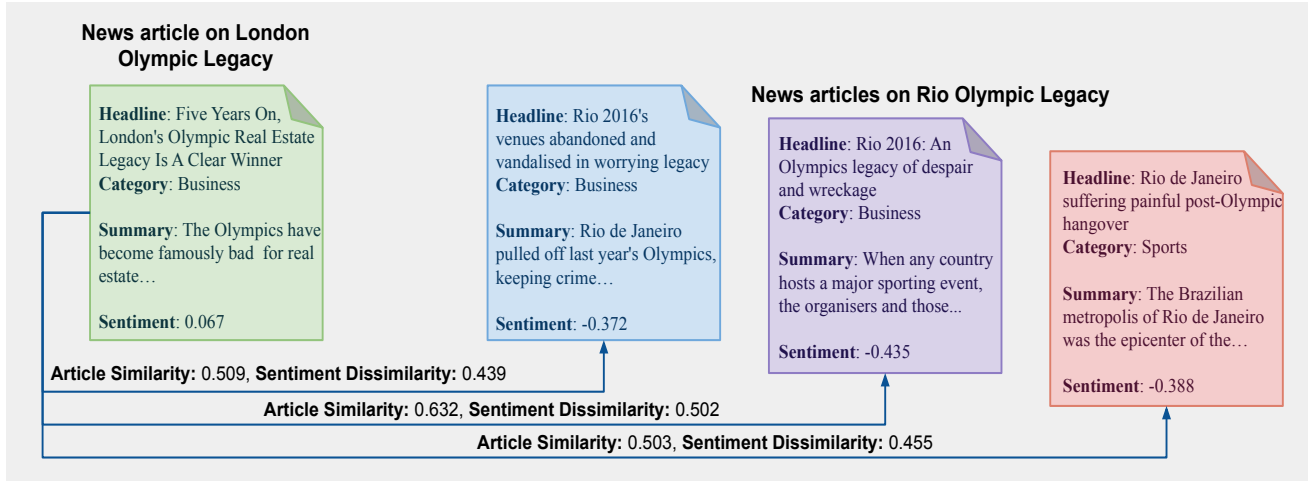 News article on London
Olympic Legacy
Headline: Five Years On,
London's Olympic Real Estate
Legacy Is A Clear Winner
Category: Business
Summary: The Olympics have
become famously bad for real
estate…
Sentiment: 0.067
Headline: Rio 2016's
venues abandoned and
vandalised in worrying legacy
Category: Business
Summary: Rio de Janeiro
pulled off last year's Olympics,
keeping crime…
Sentiment: -0.372
News articles on Rio Olympic Legacy
Headline: Rio 2016: An
Olympics legacy of despair
and wreckage
Category: Business
Summary: When any country
hosts a major sporting event,
the organisers and those...
Sentiment: -0.435
Headline: Rio de Janeiro
suffering painful post-Olympic
hangover
Category: Sports
Summary: The Brazilian
metropolis of Rio de Janeiro
was the epicenter of the…
Sentiment: -0.388
Article Similarity: 0.509, Sentiment Dissimilarity: 0.439
Article Similarity: 0.632, Sentiment Dissimilarity: 0.502
Article Similarity: 0.503, Sentiment Dissimilarity: 0.455